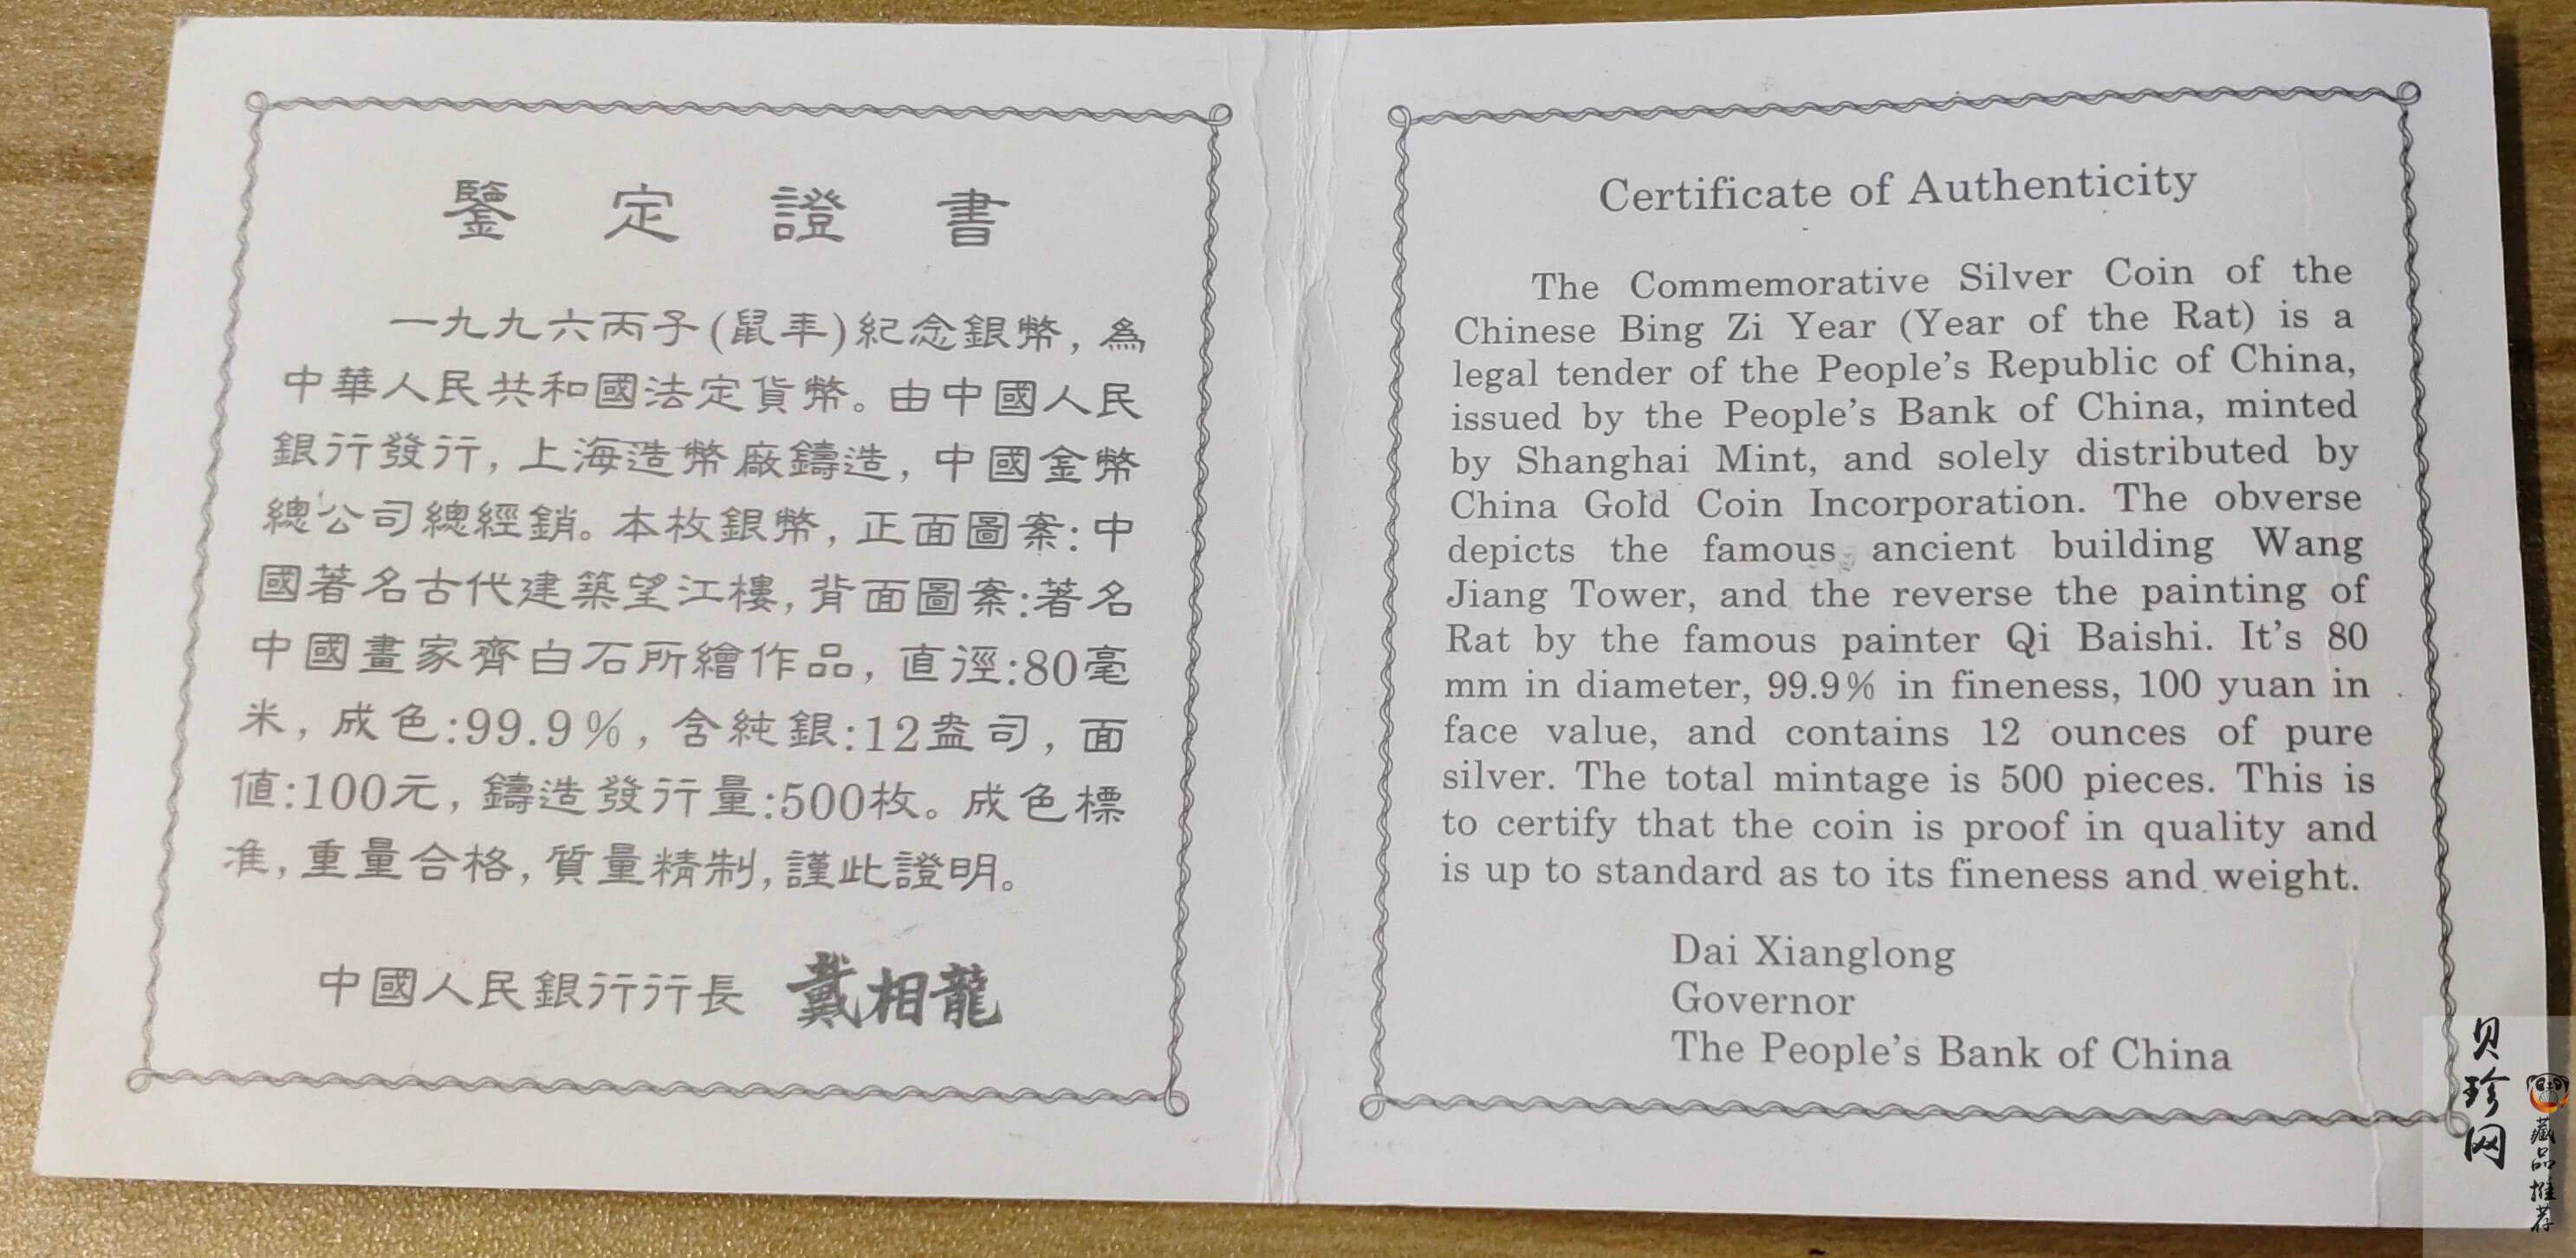 鑒定證書
一九九六丙子(鼠年)紀念銀幣,為
中華人民共和國法定貨幣。由中國人民
銀行發行,上海造幣廠鑄造,中國金幣
總公司總經銷。本枚銀幣,正面圖案:中
國著名古代建築望江樓,背面圖案:著名
中國畫家齊白石所繪作品,直徑:80毫
米,成色:99.9%,含純銀:12盎司,面
值:100元,鑄造發行量:500枚。成色標
准,重量合格,質量精制,謹此證明。
中國人民銀行行長 戴相龍
Certificate of Authenticity
The Commemorative Silver Coin of the
Chinese Bing Zi Year (Year of the Rat) is a
legal tender of the People's Republic of China,
issued by the People's Bank of China, minted
by Shanghai Mint, and solely distributed by
China Gold Coin Incorporation. The obverse
depicts the famous ancient building Wang
Jiang Tower, and the reverse the painting of
Rat by the famous painter Qi Baishi. It's 80
mm in diameter, 99.9% in fineness, 100 yuan in
face value, and contains 12 ounces of pure
silver. The total mintage is 500 pieces. This is
to certify that the coin is proof in quality and
is up to standard as to its fineness and weight.
Dai Xianglong
Governor
The People's Bank of China
贝珍网
藏品推荐